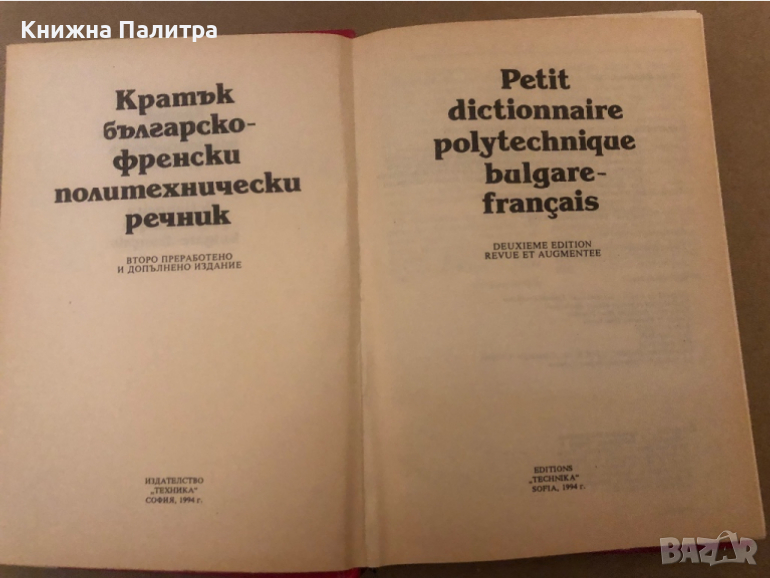 Книжна Палитра
Кратък
българско-
френски
политехнически
речник
ВТОРО ПРЕРАБОТЕНО
И ДОПЪЛНЕНО ИЗДАНИЕ
ИЗДАТЕЛСТВО
„ТЕХНИКА“
СОФИЯ, 1994 г.
Petit
dictionnaire
polytechnique
bulgare-
français
DEUXIEME EDITION
REVUE ET AUGMENTEE
EDITIONS
„TECHNIKA“
SOFIA, 1994 г.
BAZAR